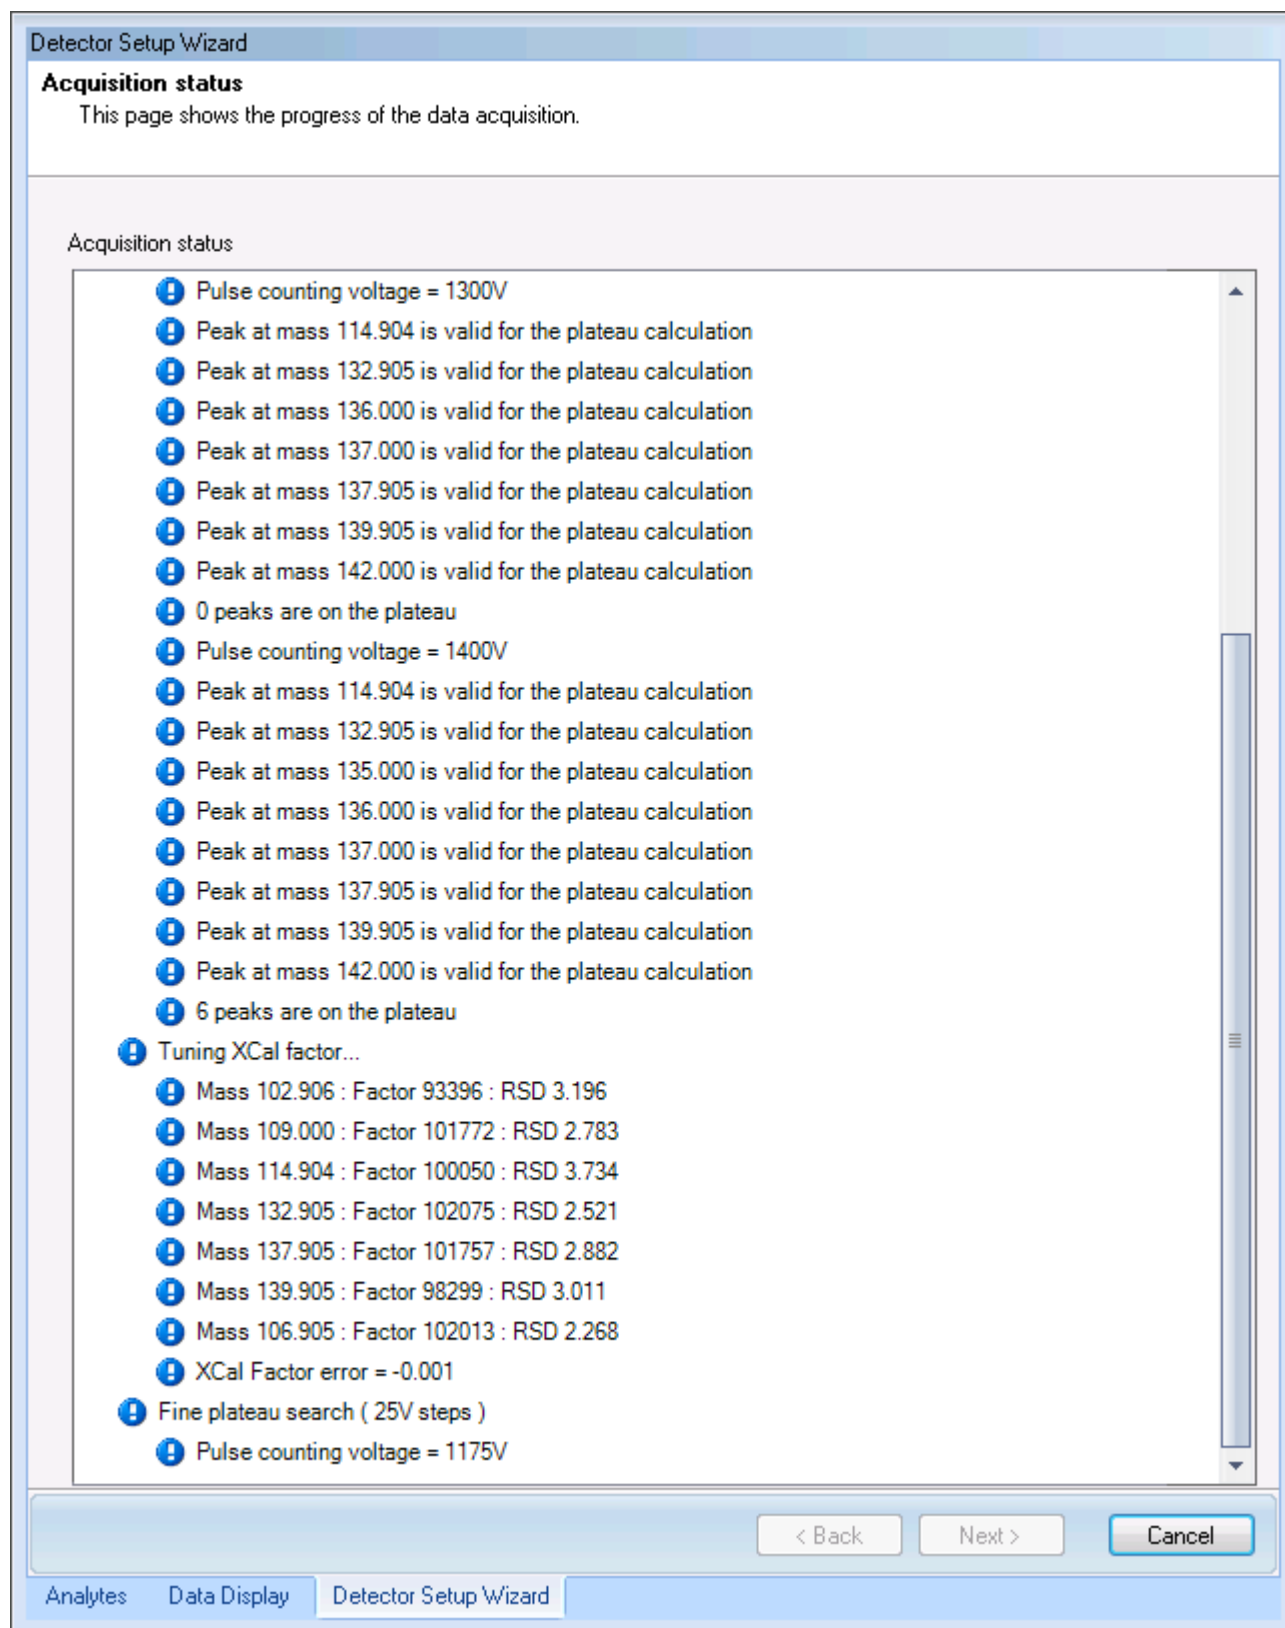 Detector Setup Wizard
Acquisition status
This page shows the progress of the data acquisition.
Acquisition status
Pulse counting voltage = 1300V
Peak at mass 114.904 is valid for the plateau calculation
Peak at mass 132.905 is valid for the plateau calculation
Peak at mass 136.000 is valid for the plateau calculation
Peak at mass 137.000 is valid for the plateau calculation
Peak at mass 137.905 is valid for the plateau calculation
Peak at mass 139.905 is valid for the plateau calculation
Peak at mass 142.000 is valid for the plateau calculation
0 peaks are on the plateau
Pulse counting voltage = 1400V
Peak at mass 114.904 is valid for the plateau calculation
Peak at mass 132.905 is valid for the plateau calculation
Peak at mass 135.000 is valid for the plateau calculation
Peak at mass 136.000 is valid for the plateau calculation
Peak at mass 137.000 is valid for the plateau calculation
Peak at mass 137.905 is valid for the plateau calculation
Peak at mass 139.905 is valid for the plateau calculation
Peak at mass 142.000 is valid for the plateau calculation
6 peaks are on the plateau
Tuning XCal factor...
Mass 102.906 : Factor 93396 : RSD 3.196
Mass 109.000 : Factor 101772 : RSD 2.783
Mass 114.904 : Factor 100050 : RSD 3.734
Mass 132.905 : Factor 102075 : RSD 2.521
Mass 137.905 : Factor 101757 : RSD 2.882
Mass 139.905 : Factor 98299 : RSD 3.011
Mass 106.905 : Factor 102013 : RSD 2.268
XCal Factor error = -0.001
Fine plateau search ( 25V steps )
Pulse counting voltage = 1175V
< Back Next > Cancel
Analytes Data Display Detector Setup Wizard